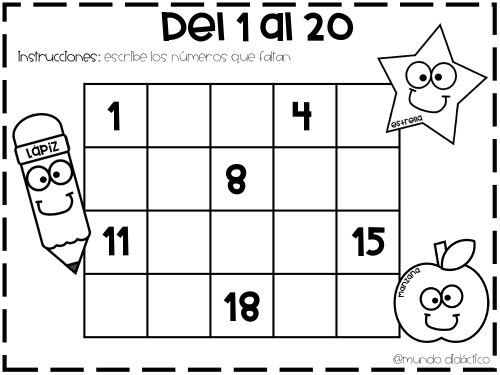 Del 1 al 20
Instrucciones: escribe los números que faltan
estrella
1 4
LÁPIZ
8
11 15
manzana
18
@mundo didáctico